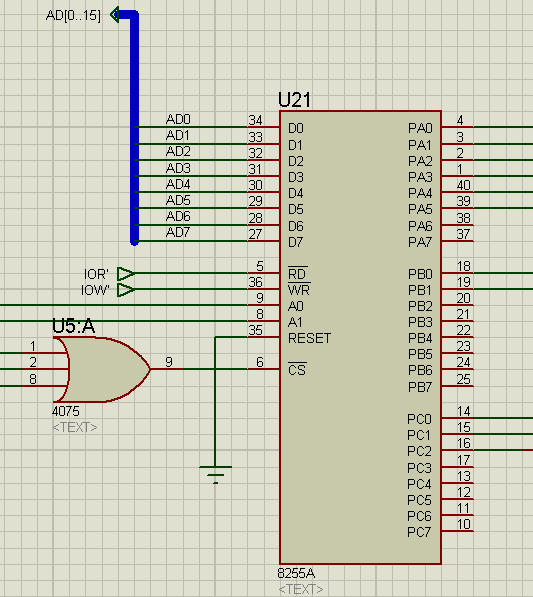 AD[0..15]
U21
AD0 34 D0 PA0 4
AD1 33 D1 PA1 3
AD2 32 D2 PA2 2
AD3 31 D3 PA3 1
AD4 30 D4 PA4 40
AD5 29 D5 PA5 39
AD6 28 D6 PA6 38
AD7 27 D7 PA7 37
IOR' 5 RD PB0 18
IOW' 36 WR PB1 19
9 A0 PB2 20
8 A1 PB3 21
U5:A 35 RESET PB4 22
1 PB5 23
2 9 6 CS PB6 24
8 PB7 25
4075
<TEXT>
PC0 14
PC1 15
PC2 16
PC3 17
PC4 13
PC5 12
PC6 11
PC7 10
8255A
<TEXT>